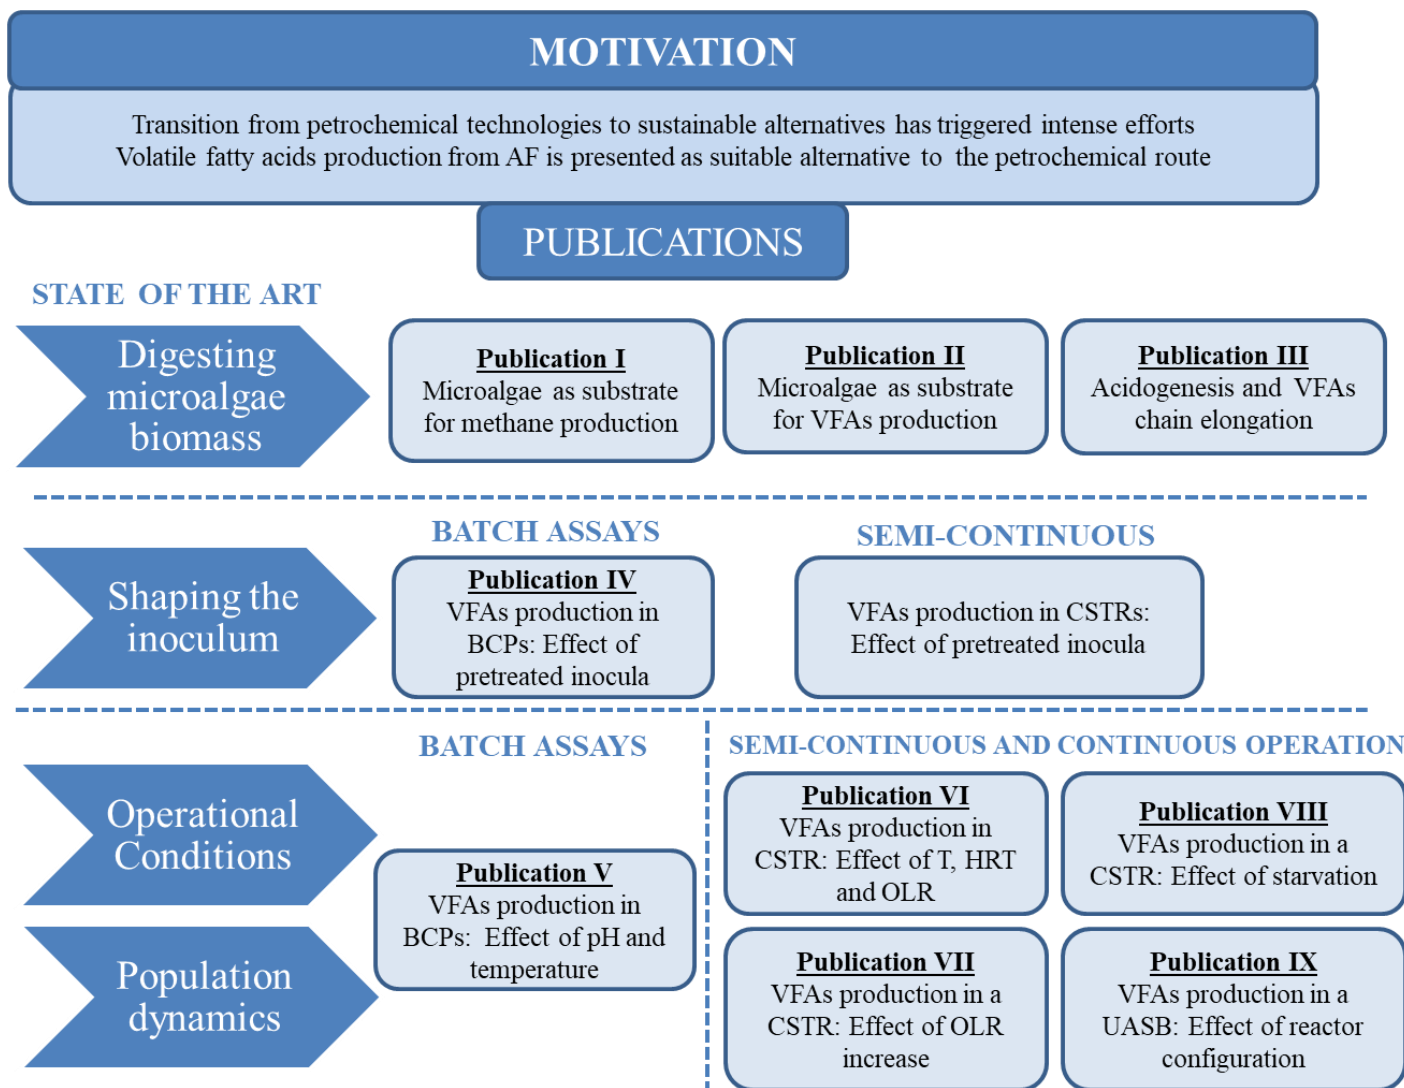 MOTIVATION
Transition from petrochemical technologies to sustainable alternatives has triggered intense efforts
Volatile fatty acids production from AF is presented as suitable alternative to the petrochemical route
PUBLICATIONS
STATE OF THE ART
Digesting
microalgae
biomass
Publication I
Microalgae as substrate
for methane production
Publication II
Microalgae as substrate
for VFAs production
Publication III
Acidogenesis and VFAs
chain elongation
BATCH ASSAYS
SEMI-CONTINUOUS
Shaping the
inoculum
Publication IV
VFAs production in
BCPs: Effect of
pretreated inocula
VFAs production in CSTRs:
Effect of pretreated inocula
BATCH ASSAYS
SEMI-CONTINUOUS AND CONTINUOUS OPERATION
Operational
Conditions
Population
dynamics
Publication V
VFAs production in
BCPs: Effect of pH and
temperature
Publication VI
VFAs production in
CSTR: Effect of T, HRT
and OLR
Publication VIII
VFAs production in a
CSTR: Effect of starvation
Publication VII
VFAs production in a
CSTR: Effect of OLR
increase
Publication IX
VFAs production in a
UASB: Effect of reactor
configuration